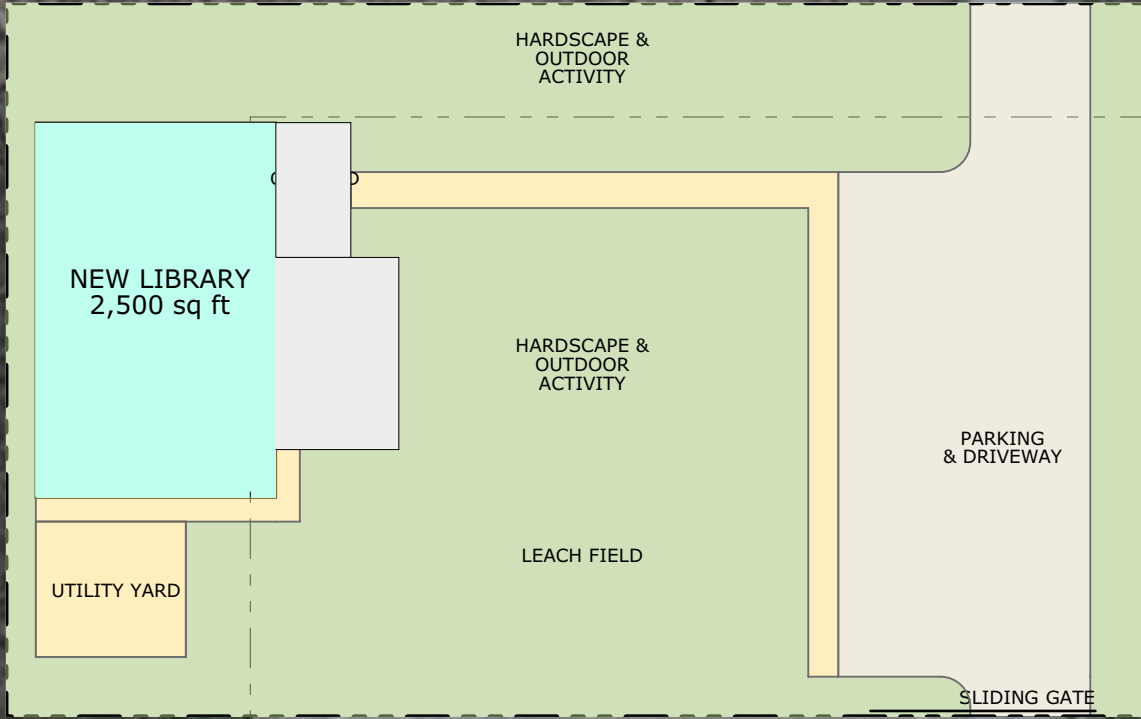 HARDSCAPE &
OUTDOOR
ACTIVITY
NEW LIBRARY
2,500 sq ft
HARDSCAPE &
OUTDOOR
ACTIVITY
PARKING
& DRIVEWAY
LEACH FIELD
UTILITY YARD
SLIDING GATE